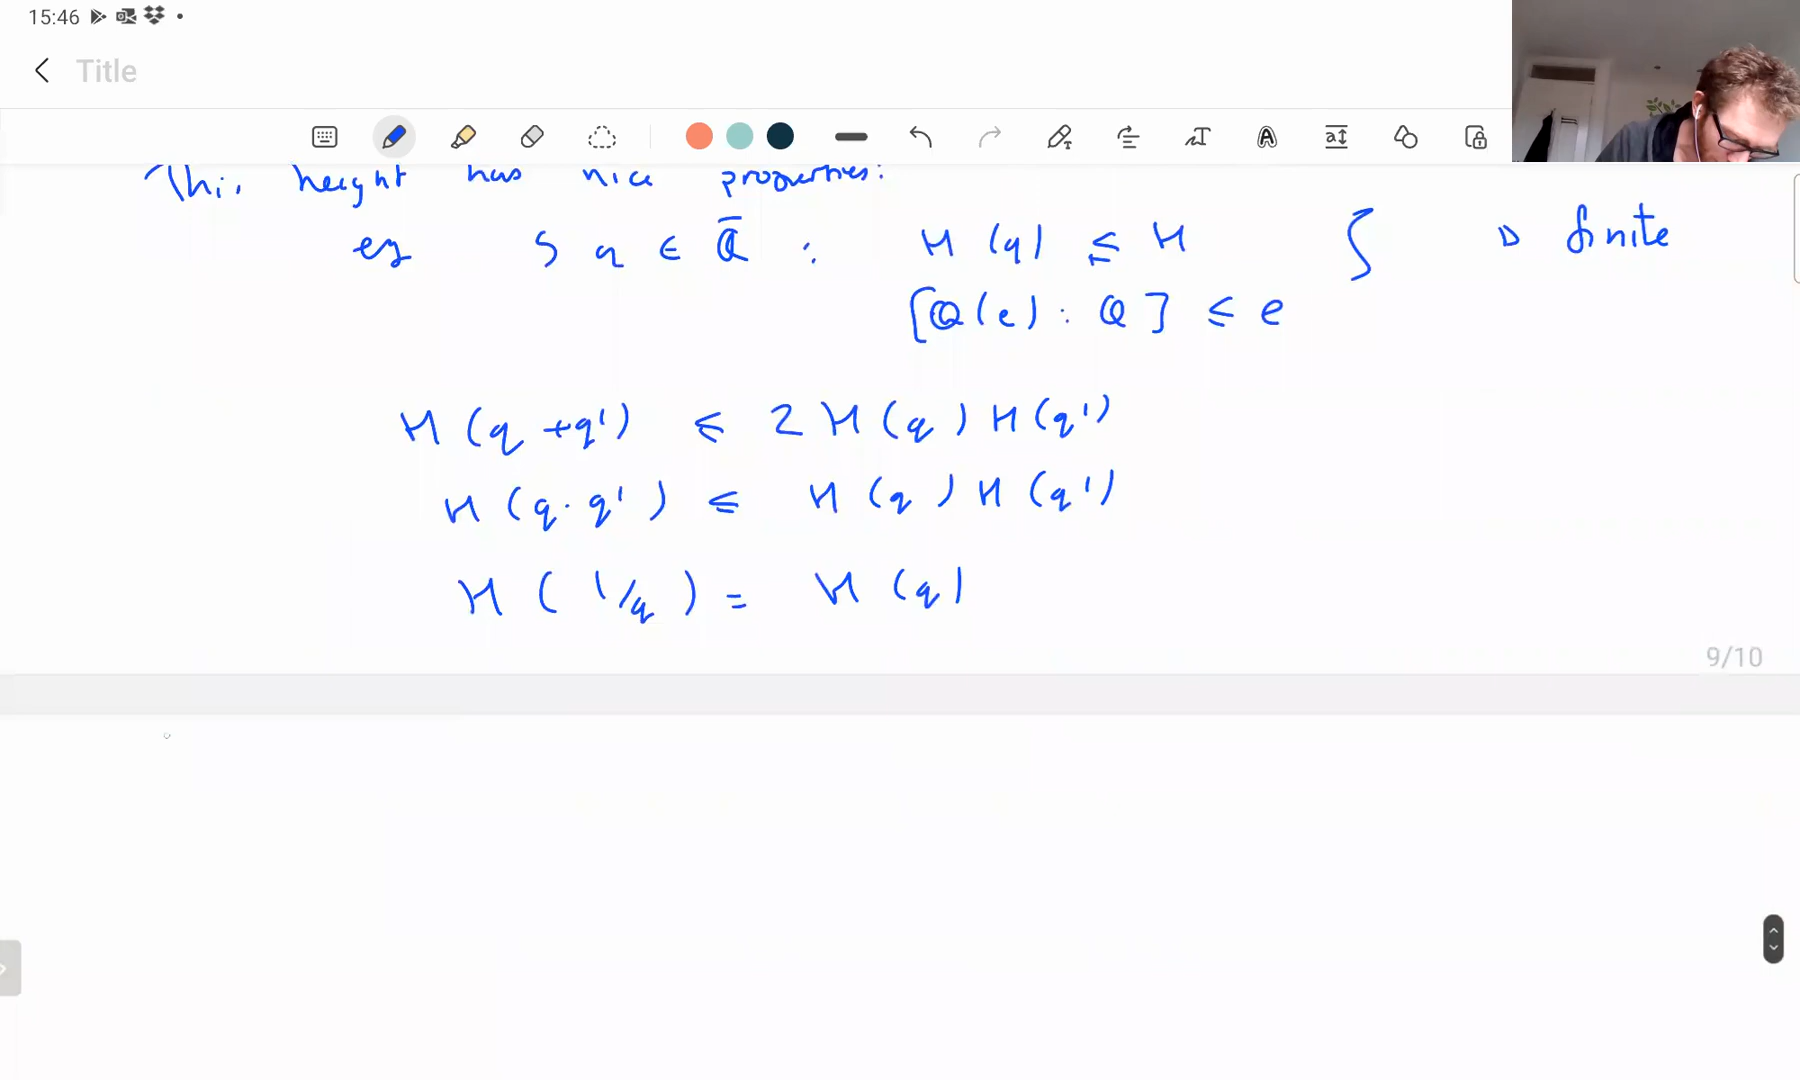 15:46
Title
This height has nice properties:
eg { q ∈ Q̄ : H(q) ≤ H } is finite
[Q(e) : Q] ≤ e
H(q + q') ≤ 2 H(q) H(q')
H(q · q') ≤ H(q) H(q')
H(1/q) = H(q)
9/10